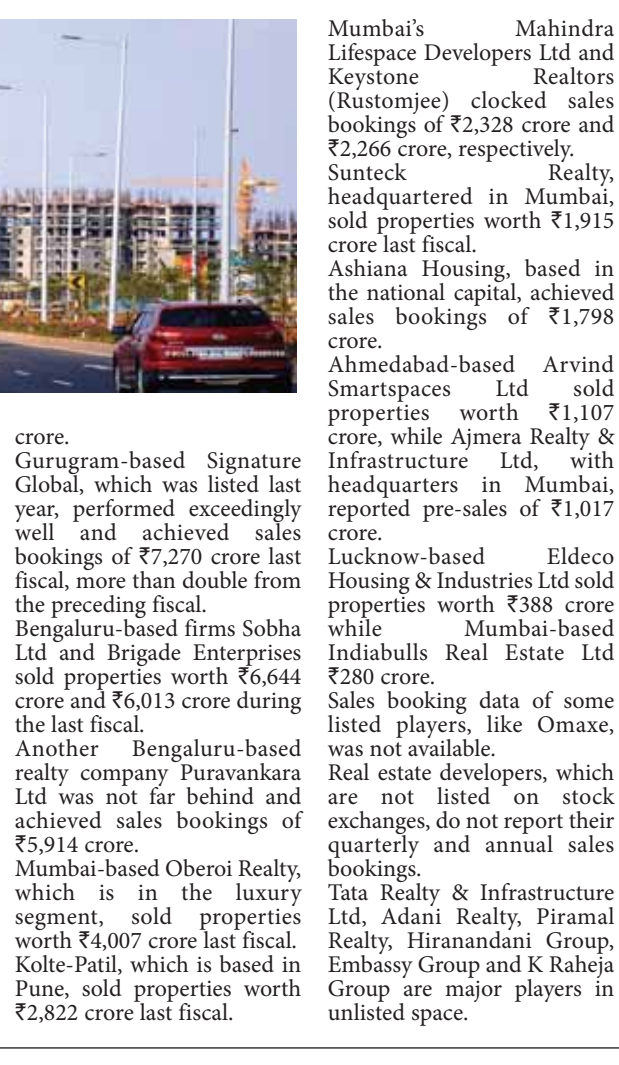 crore.
Gurugram-based Signature
Global, which was listed last
year, performed exceedingly
well and achieved sales
bookings of ₹7,270 crore last
fiscal, more than double from
the preceding fiscal.
Bengaluru-based firms Sobha
Ltd and Brigade Enterprises
sold properties worth ₹6,644
crore and ₹6,013 crore during
the last fiscal.
Another Bengaluru-based
realty company Puravankara
Ltd was not far behind and
achieved sales bookings of
₹5,914 crore.
Mumbai-based Oberoi Realty,
which is in the luxury
segment, sold properties
worth ₹4,007 crore last fiscal.
Kolte-Patil, which is based in
Pune, sold properties worth
₹2,822 crore last fiscal.
Mumbai’s Mahindra
Lifespace Developers Ltd and
Keystone Realtors
(Rustomjee) clocked sales
bookings of ₹2,328 crore and
₹2,266 crore, respectively.
Sunteck Realty,
headquartered in Mumbai,
sold properties worth ₹1,915
crore last fiscal.
Ashiana Housing, based in
the national capital, achieved
sales bookings of ₹1,798
crore.
Ahmedabad-based Arvind
Smartspaces Ltd sold
properties worth ₹1,107
crore, while Ajmera Realty &
Infrastructure Ltd, with
headquarters in Mumbai,
reported pre-sales of ₹1,017
crore.
Lucknow-based Eldeco
Housing & Industries Ltd sold
properties worth ₹388 crore
while Mumbai-based
Indiabulls Real Estate Ltd
₹280 crore.
Sales booking data of some
listed players, like Omaxe,
was not available.
Real estate developers, which
are not listed on stock
exchanges, do not report their
quarterly and annual sales
bookings.
Tata Realty & Infrastructure
Ltd, Adani Realty, Piramal
Realty, Hiranandani Group,
Embassy Group and K Raheja
Group are major players in
unlisted space.